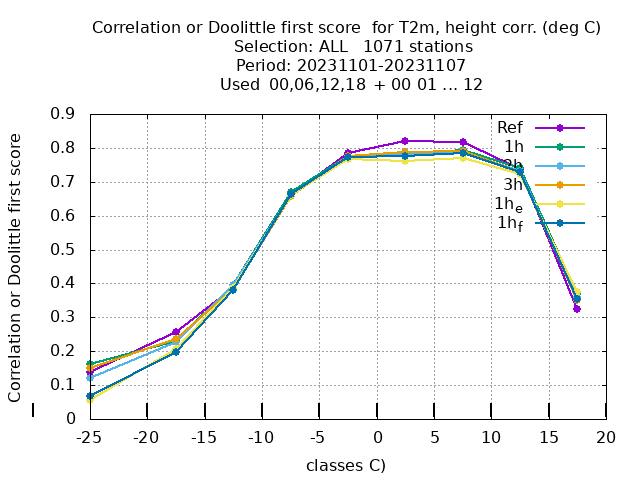 Correlation or Doolittle first score  for T2m, height corr. (deg C)
Selection: ALL   1071 stations
Period: 20231101-20231107
Used  00,06,12,18 + 00 01 ... 12
Correlation or Doolittle first score
0.9
0.8
0.7
0.6
0.5
0.4
0.3
0.2
0.1
0
Ref
1h
2h
3h
1he
1hf
-25 -20 -15 -10 -5 0 5 10 15 20
classes C)